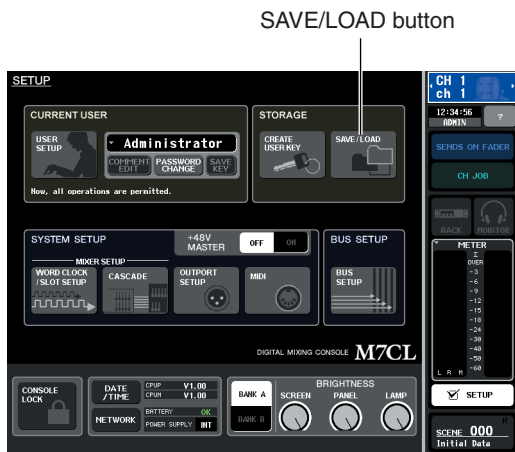 SAVE/LOAD button
SETUP
CURRENT USER
USER
SETUP
Administrator
COMMENT
EDIT
PASSWORD
CHANGE
SAVE
KEY
Now, all operations are permitted.
STORAGE
CREATE
USER KEY
SAVE/LOAD
SYSTEM SETUP
+48V
MASTER
OFF
ON
MIXER SETUP
WORD CLOCK
/SLOT SETUP
CASCADE
OUTPORT
SETUP
MIDI
BUS SETUP
BUS
SETUP
DIGITAL MIXING CONSOLE M7CL
CONSOLE
LOCK
DATE
/TIME
CPUP V1.00
CPUM V1.00
NETWORK
BATTERY OK
POWER SUPPLY INT
BANK A
BANK B
BRIGHTNESS
SCREEN
PANEL
LAMP
CH 1
ch 1
12:34:56
ADMIN
?
SENDS ON FADER
CH JOB
RACK
MONITOR
METER
Σ
OVER
-3
-6
-9
-12
-15
-18
-24
-30
-40
-50
-60
L R M
SETUP
R
SCENE 000
Initial Data